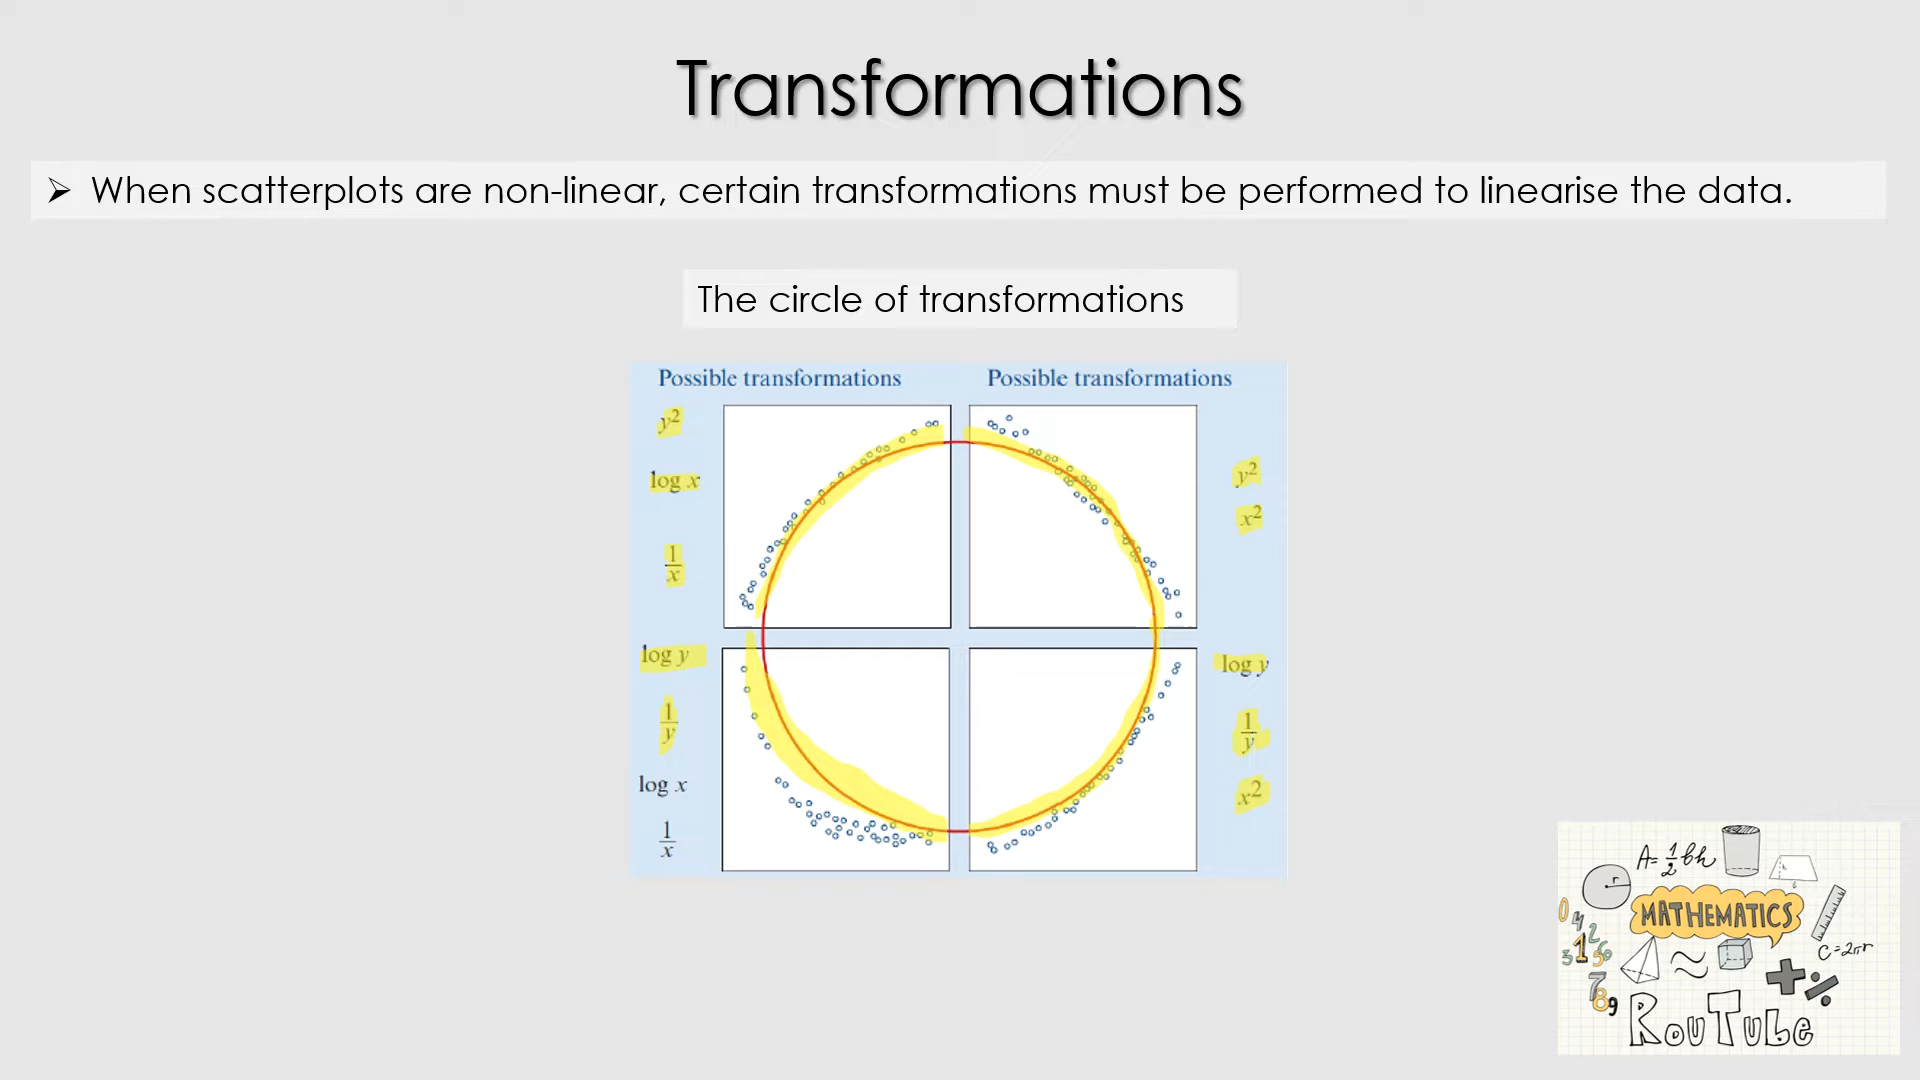 Transformations
➢ When scatterplots are non-linear, certain transformations must be performed to linearise the data.
The circle of transformations
Possible transformations
Possible transformations
y²
log x
1/x
y²
x²
log y
1/y
log x
1/x
log y
1/y
x²
A=½bh
r
MATHEMATICS
C=2πr
RouTube